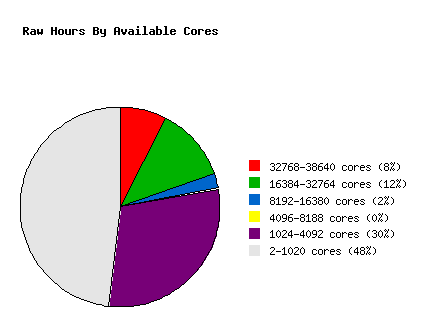 Raw Hours By Available Cores
32768-38640 cores (8%)
16384-32764 cores (12%)
8192-16380 cores (2%)
4096-8188 cores (0%)
1024-4092 cores (30%)
2-1020 cores (48%)